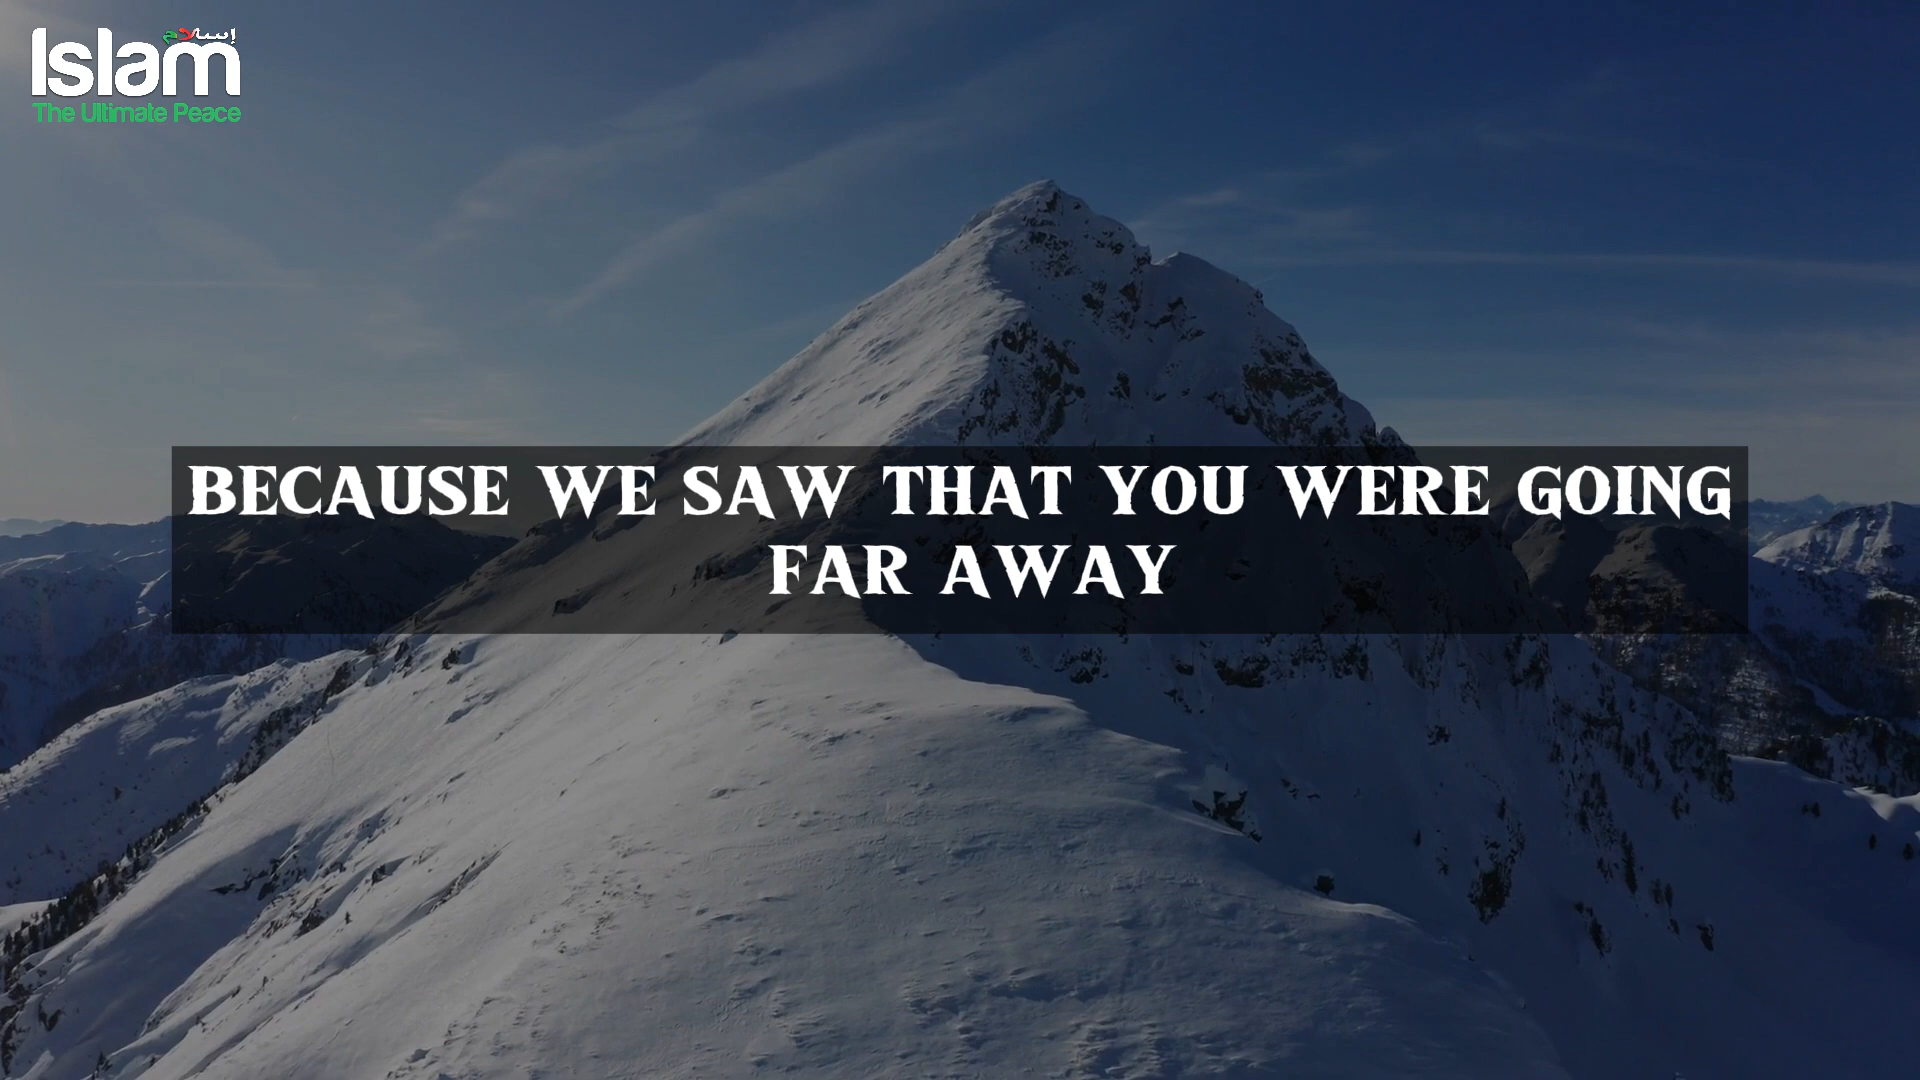 إسلام
Islam
The Ultimate Peace
BECAUSE WE SAW THAT YOU WERE GOING
FAR AWAY